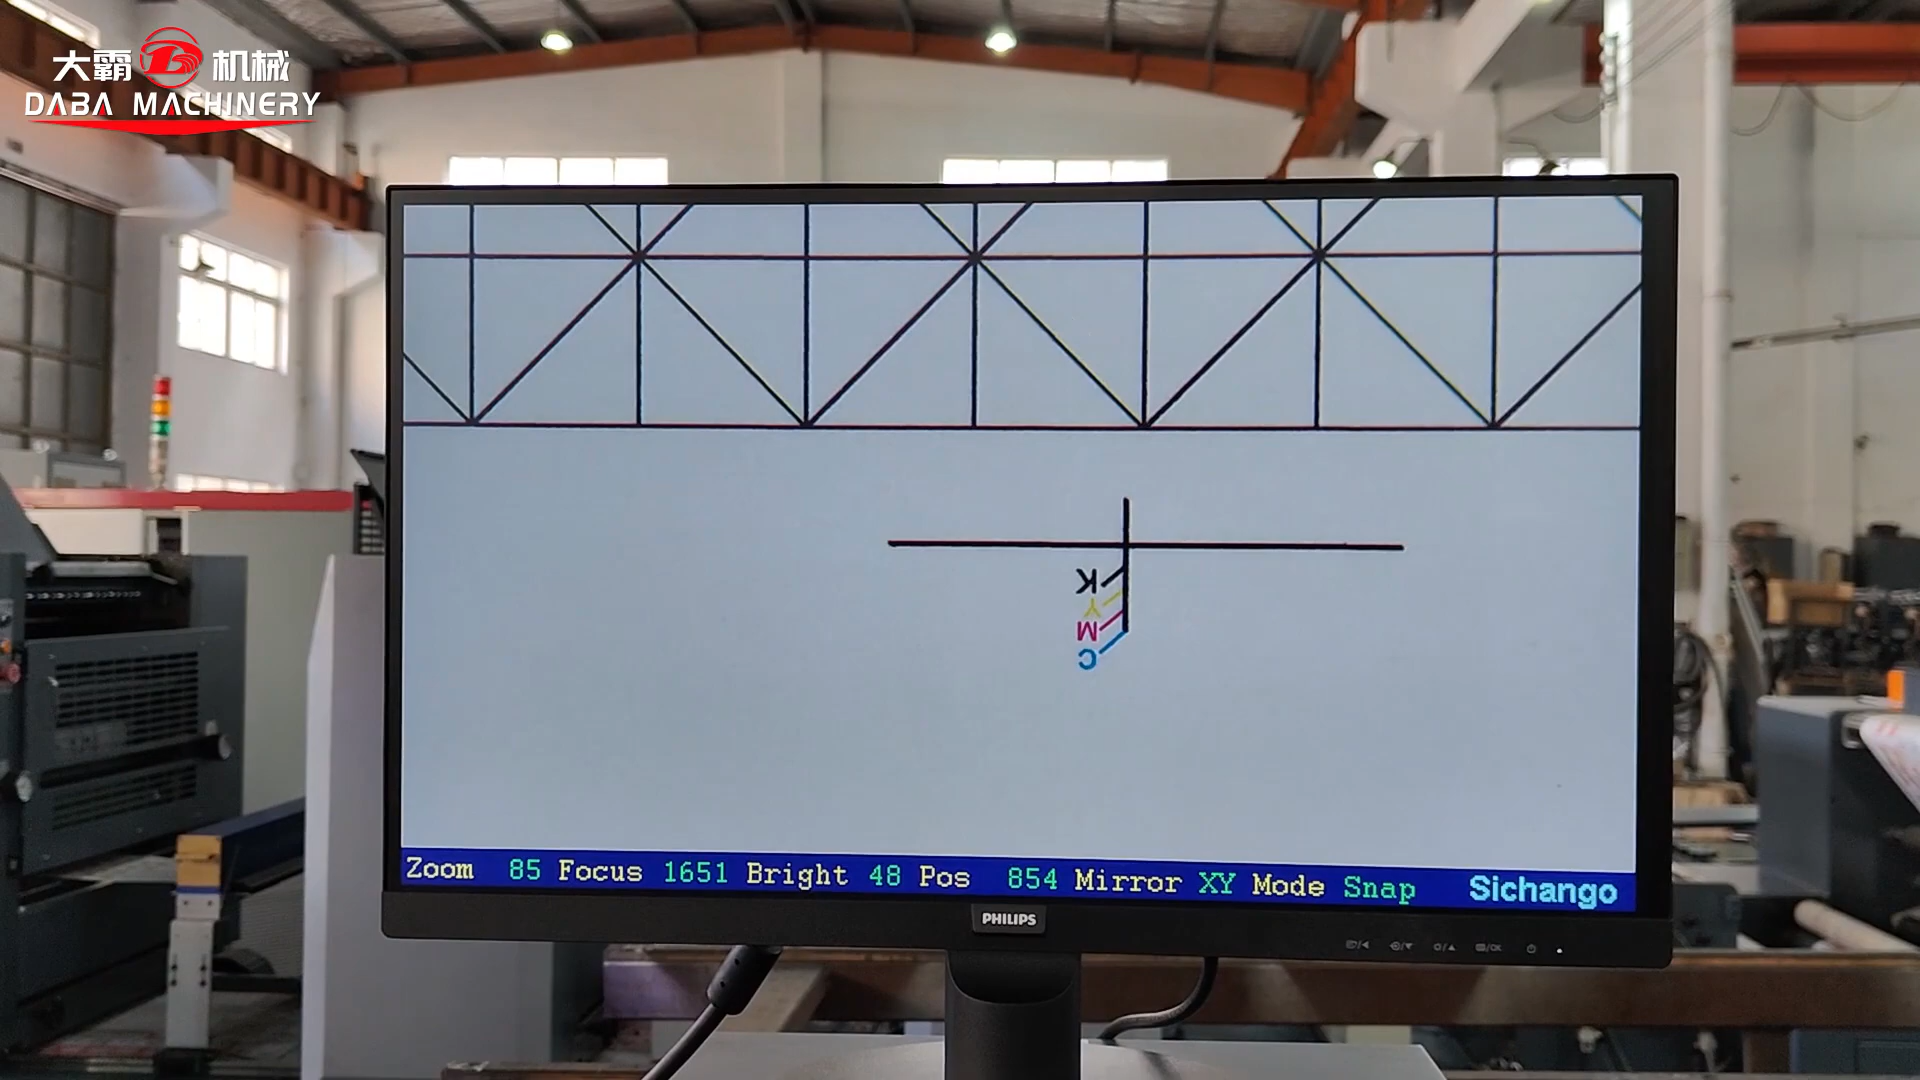 大霸 机械
DABA MACHINERY
K
Y
M
C
Zoom 85 Focus 1651 Bright 48 Pos 854 Mirror XY Mode Snap Sichango
PHILIPS